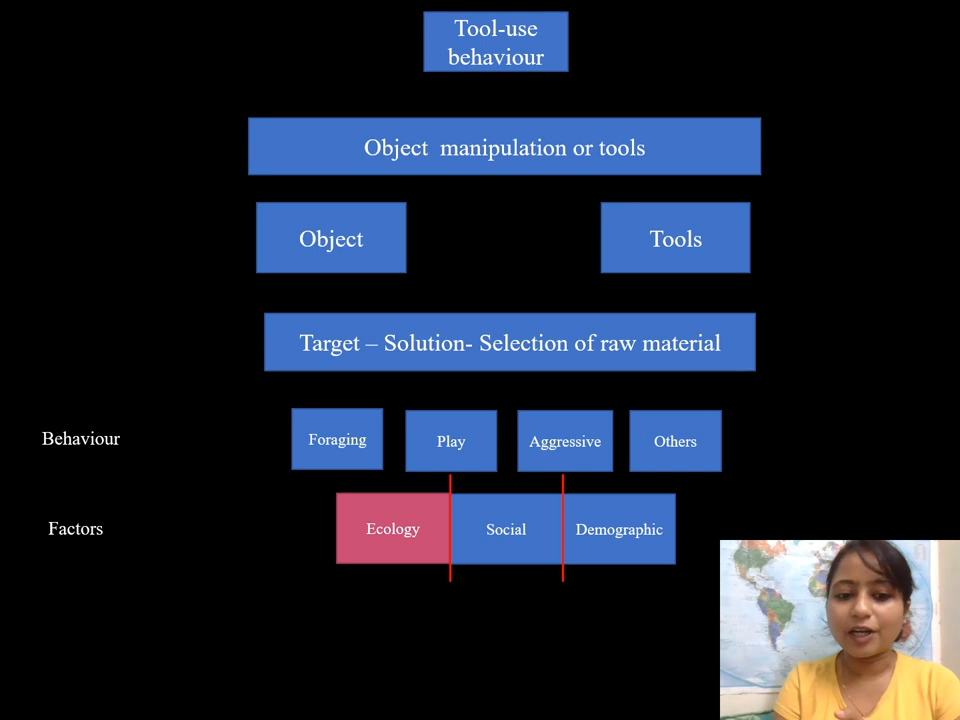 Tool-use
behaviour
Object  manipulation or tools
Object
Tools
Target – Solution- Selection of raw material
Behaviour
Foraging
Play
Aggressive
Others
Factors
Ecology
Social
Demographic